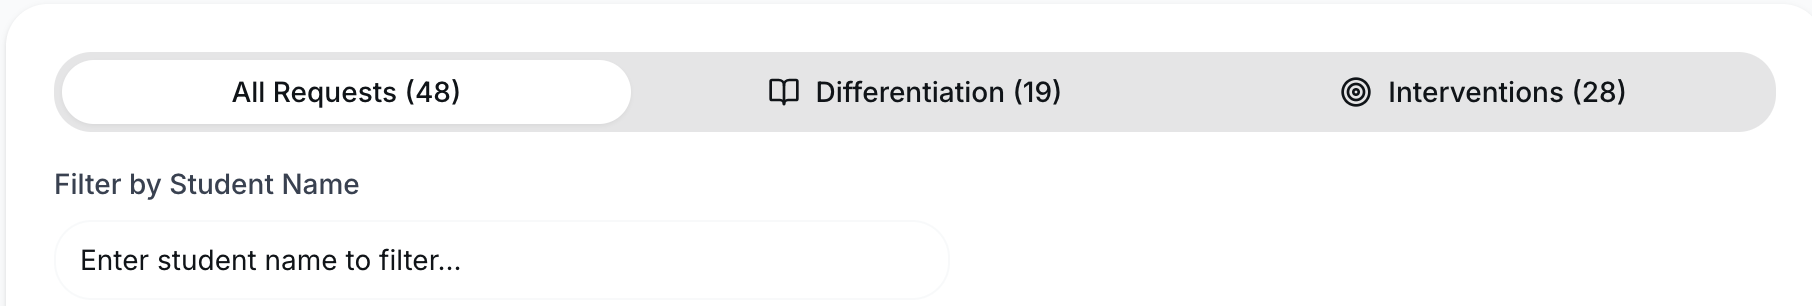 All Requests (48)
Differentiation (19)
Interventions (28)
Filter by Student Name
Enter student name to filter...